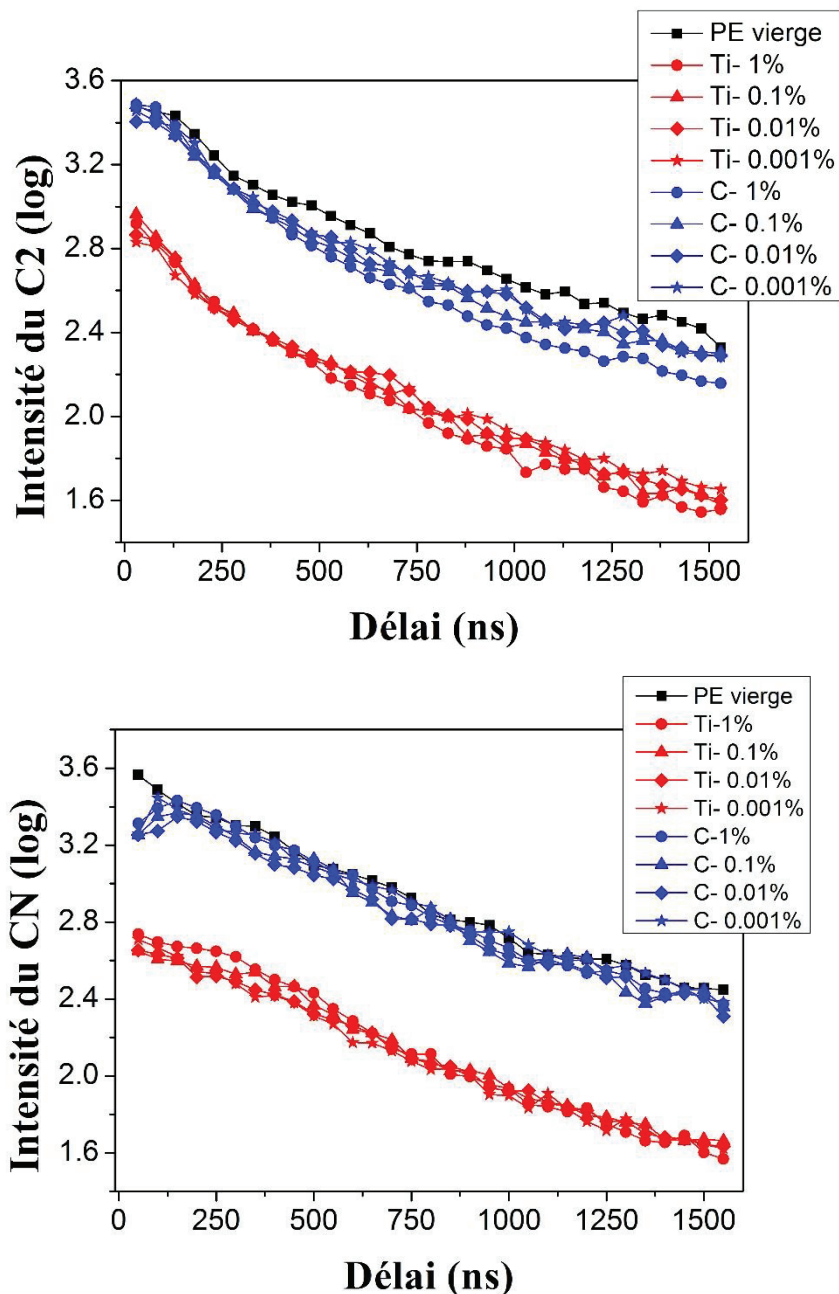 PE vierge
Ti- 1%
Ti- 0.1%
Ti- 0.01%
Ti- 0.001%
C- 1%
C- 0.1%
C- 0.01%
C- 0.001%
Intensité du C2 (log)
3.6
3.2
2.8
2.4
2.0
1.6
0 250 500 750 1000 1250 1500
Délai (ns)
PE vierge
Ti-1%
Ti- 0.1%
Ti- 0.01%
Ti- 0.001%
C-1%
C- 0.1%
C- 0.01%
C- 0.001%
Intensité du CN (log)
3.6
3.2
2.8
2.4
2.0
1.6
0 250 500 750 1000 1250 1500
Délai (ns)